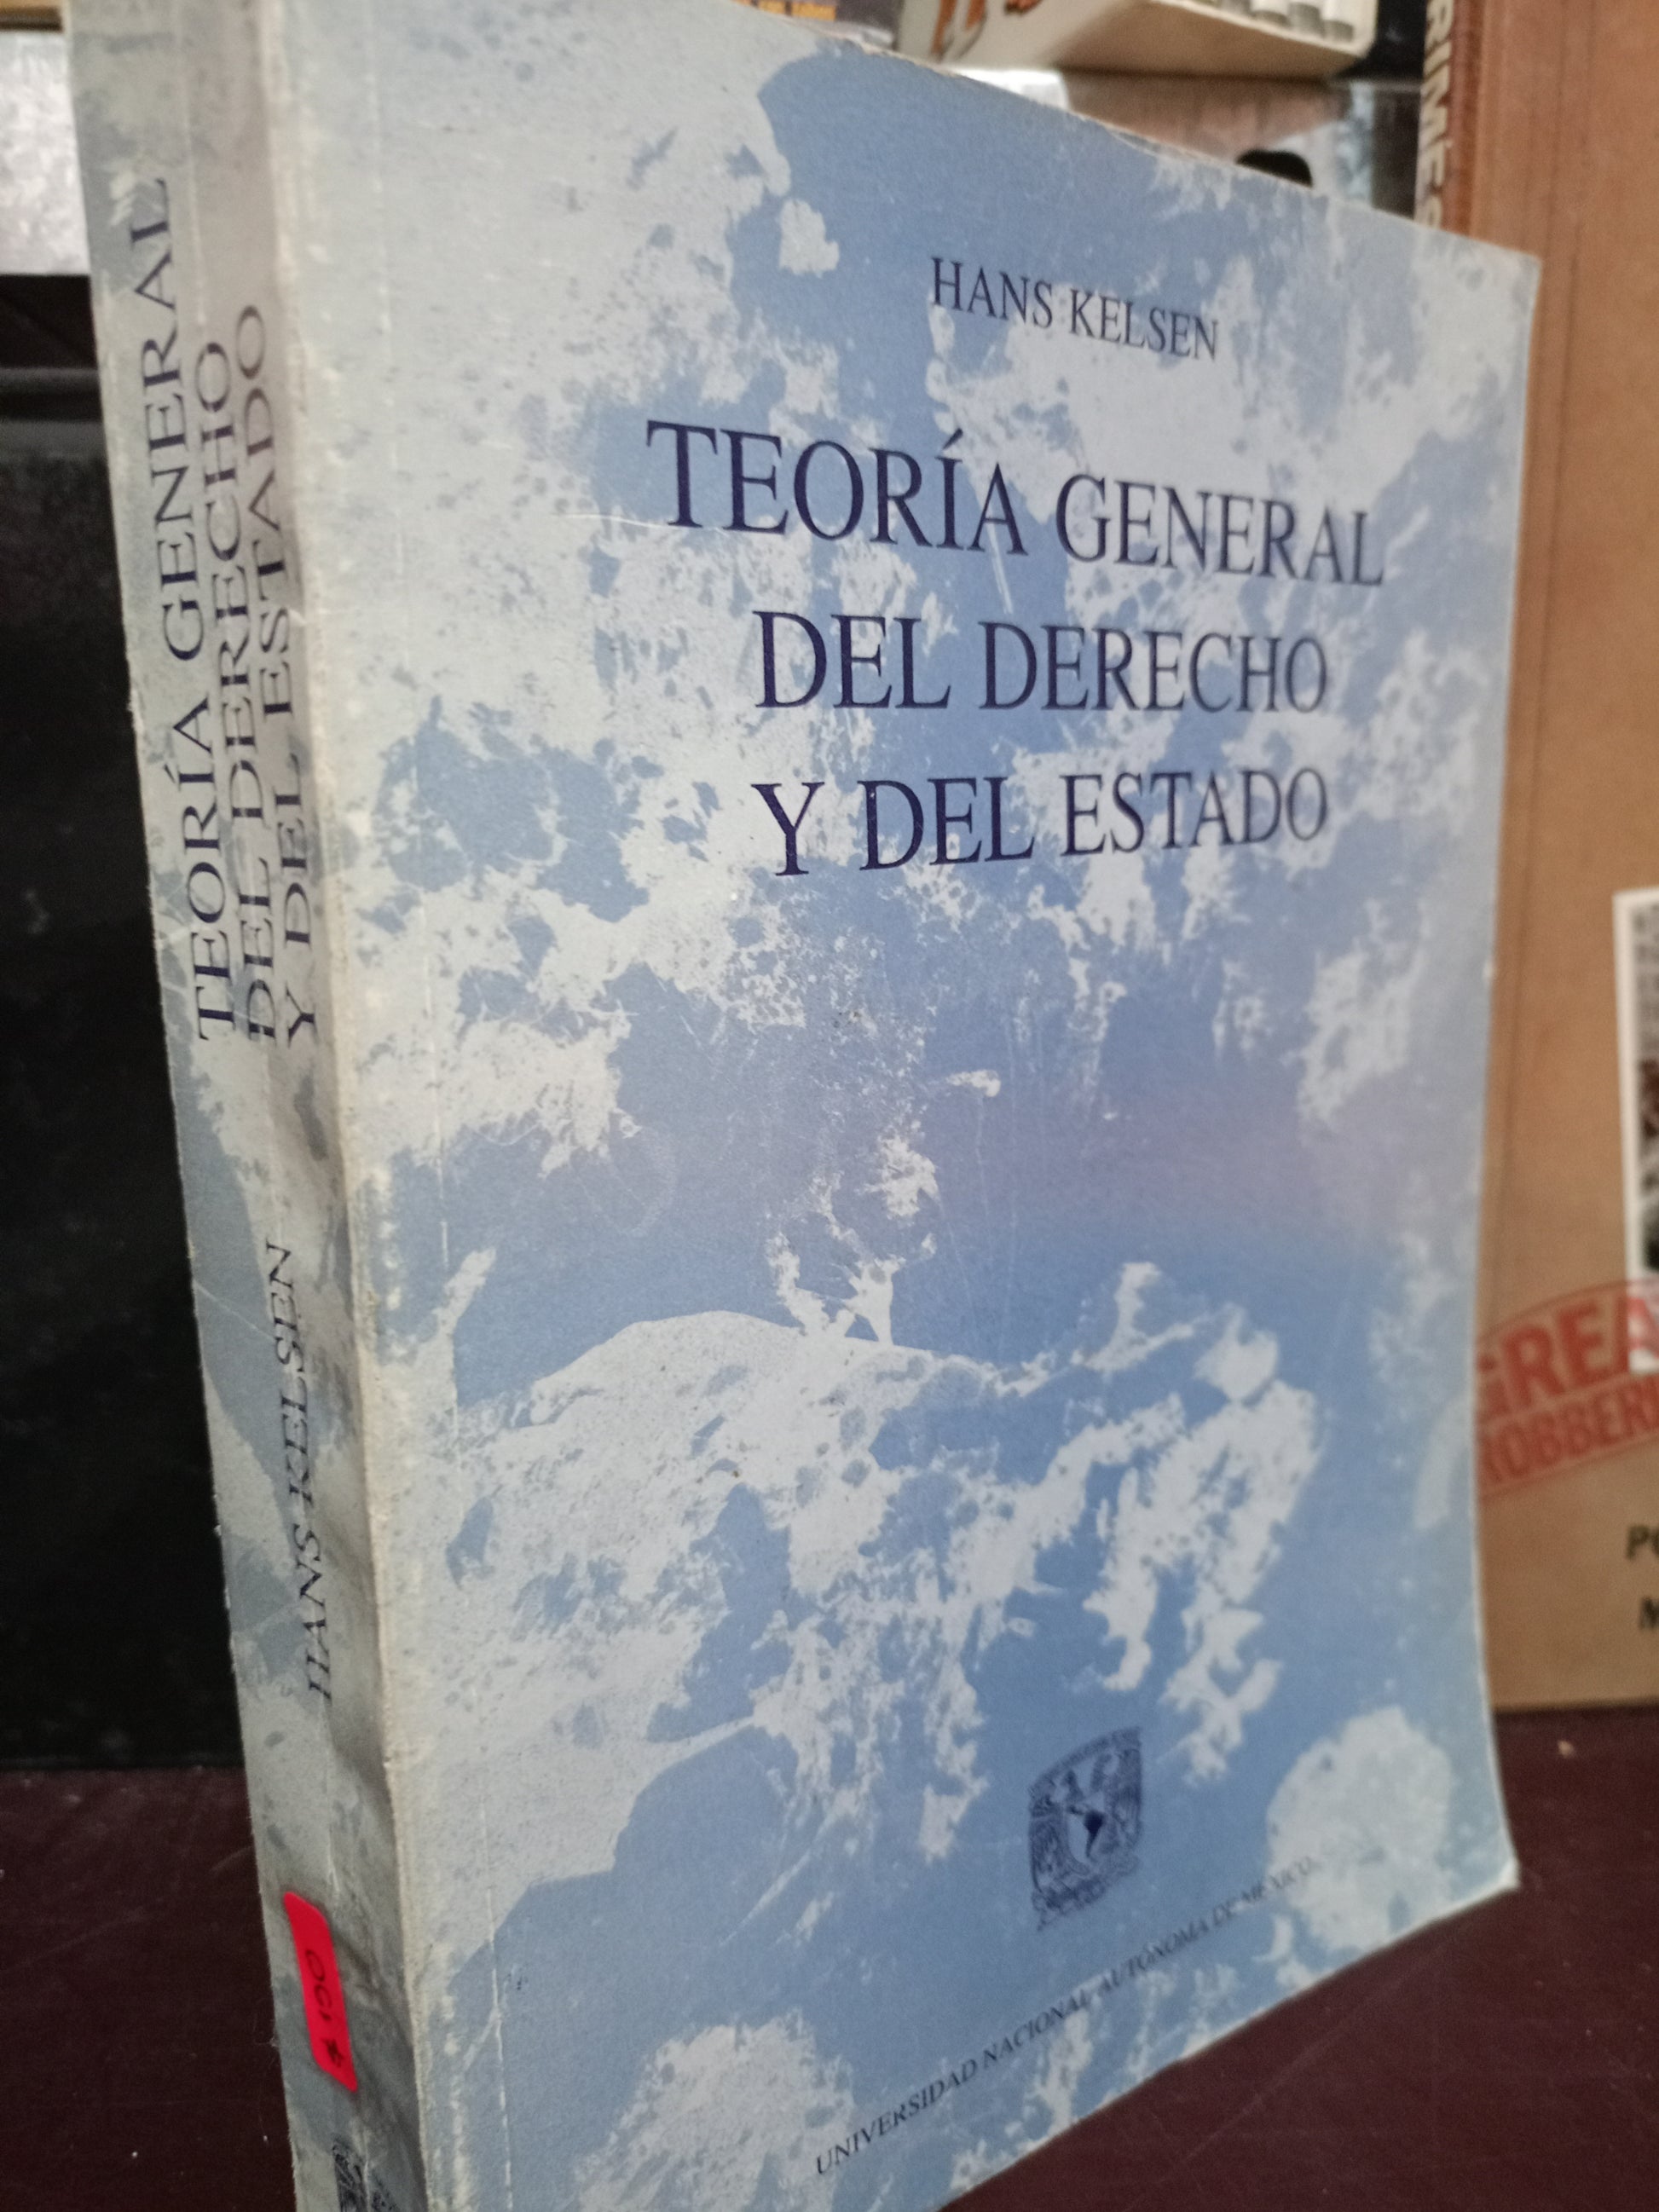 HANS KELSEN
TEORÍA GENERAL
DEL DERECHO
Y DEL ESTADO
UNIVERSIDAD NACIONAL AUTÓNOMA DE MÉXICO
TEORÍA GENERAL
DEL DERECHO
Y DEL ESTADO
HANS KELSEN
$ 100